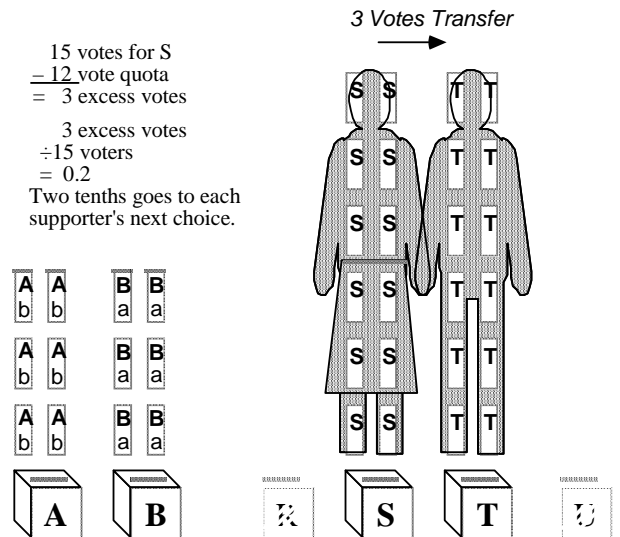 3 Votes Transfer
15 votes for S
– 12 vote quota
= 3 excess votes
3 excess votes
÷15 voters
= 0.2
Two tenths goes to each
supporter's next choice.
S S T T
S S T T
S S T T
A A B B S S T T
b b a a
A A B B S S T T
b b a a
A A B B S S T T
b b a a
A B R S T U